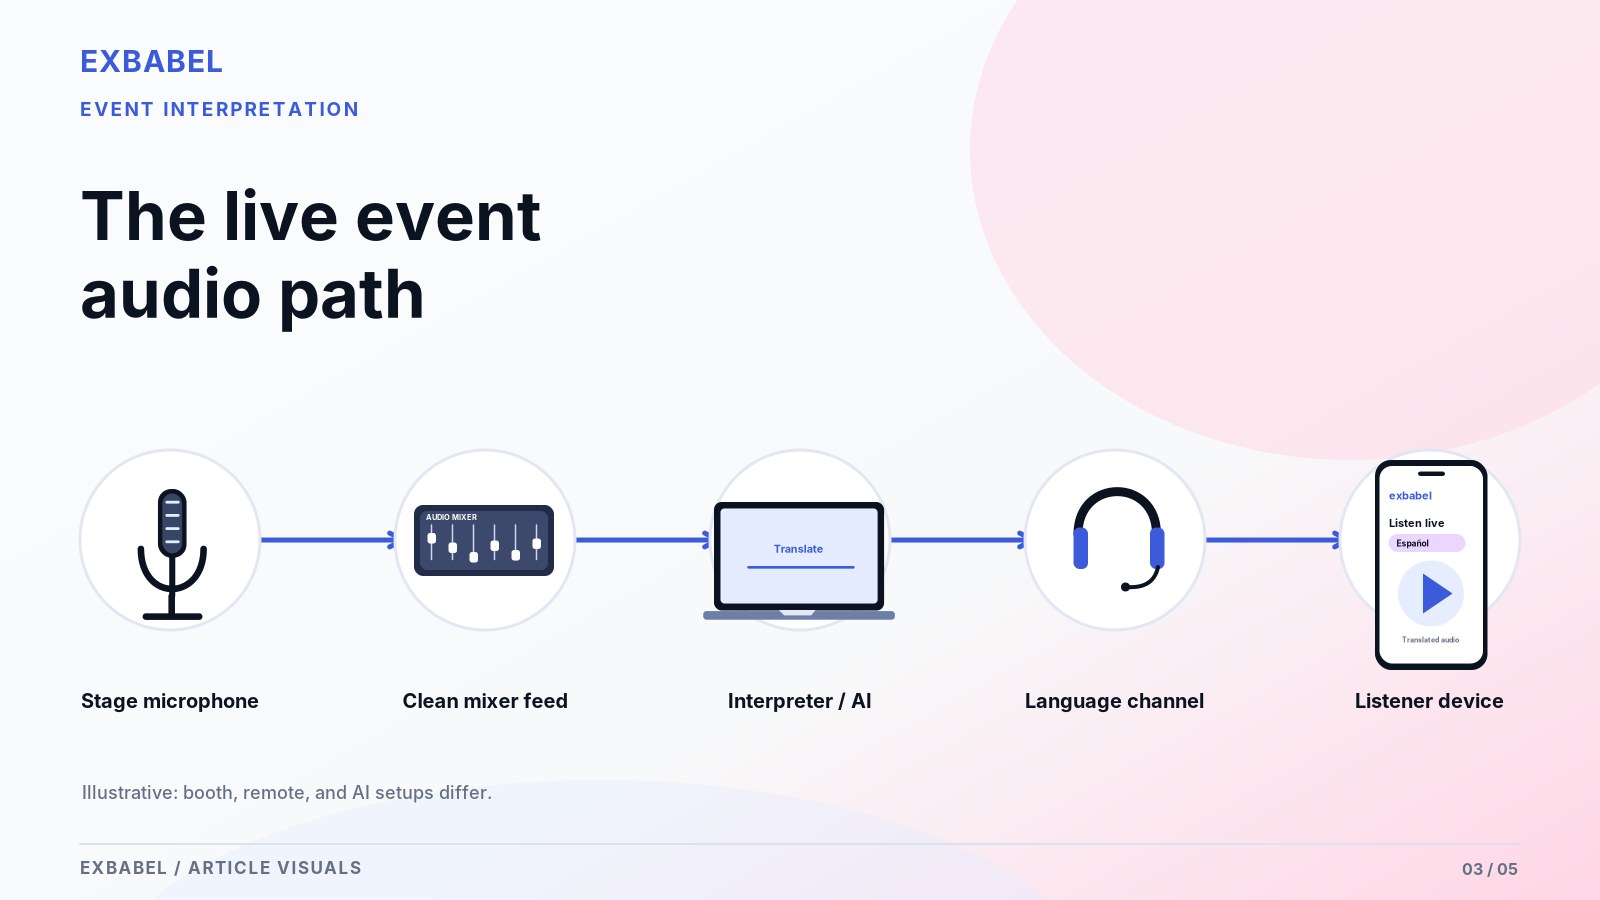 EXBABEL
EVENT INTERPRETATION
The live event
audio path
AUDIO MIXER
Translate
exbabel
Listen live
Español
Translated audio
Stage microphone
Clean mixer feed
Interpreter / AI
Language channel
Listener device
Illustrative: booth, remote, and AI setups differ.
EXBABEL / ARTICLE VISUALS
03 / 05